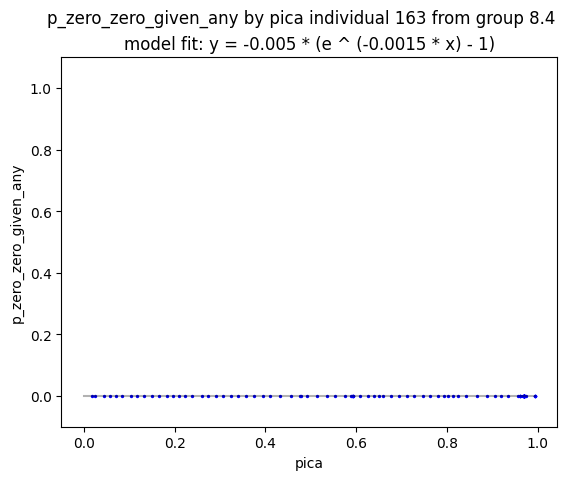 p_zero_zero_given_any by pica individual 163 from group 8.4
model fit: y = -0.005 * (e ^ (-0.0015 * x) - 1)
1.0
0.8
0.6
0.4
0.2
0.0
p_zero_zero_given_any
0.0 0.2 0.4 0.6 0.8 1.0
pica